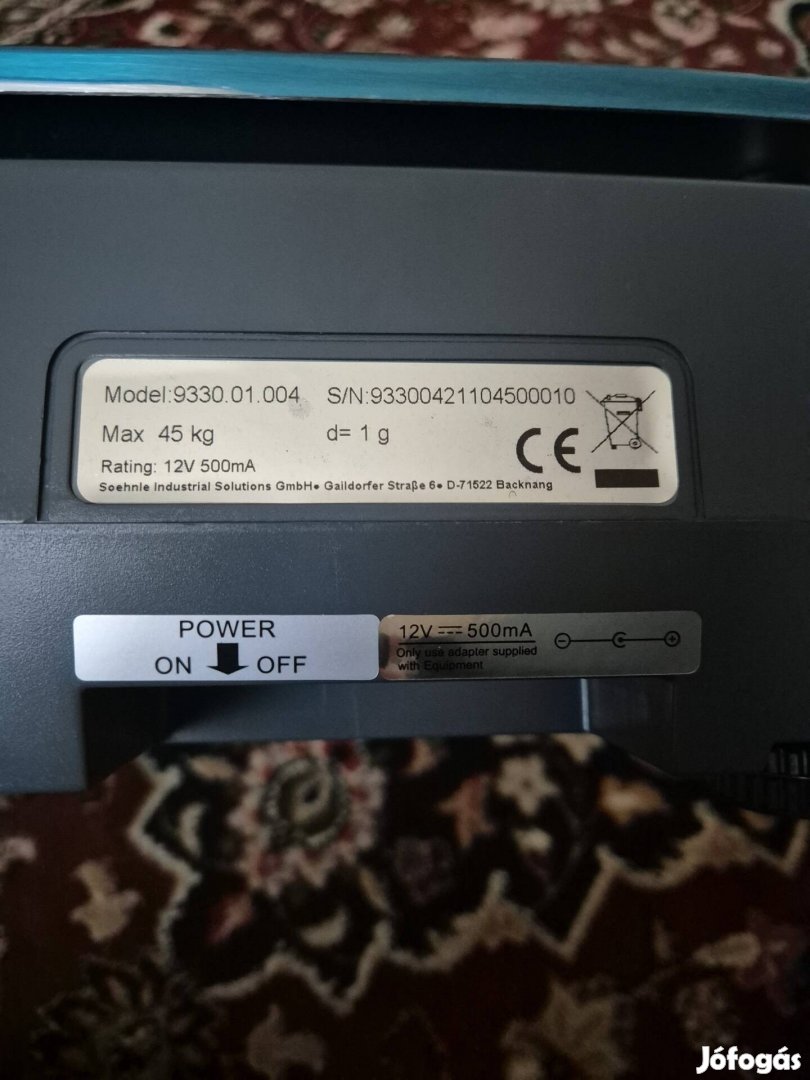 Model:9330.01.004 S/N:93300421104500010
Max 45 kg d= 1 g
CE
Rating: 12V 500mA
Soehnle Industrial Solutions GmbH• Gaildorfer Straße 6• D-71522 Backnang
POWER
ON OFF
12V 500mA
Only use adapter supplied
with Equipment
Jófogás